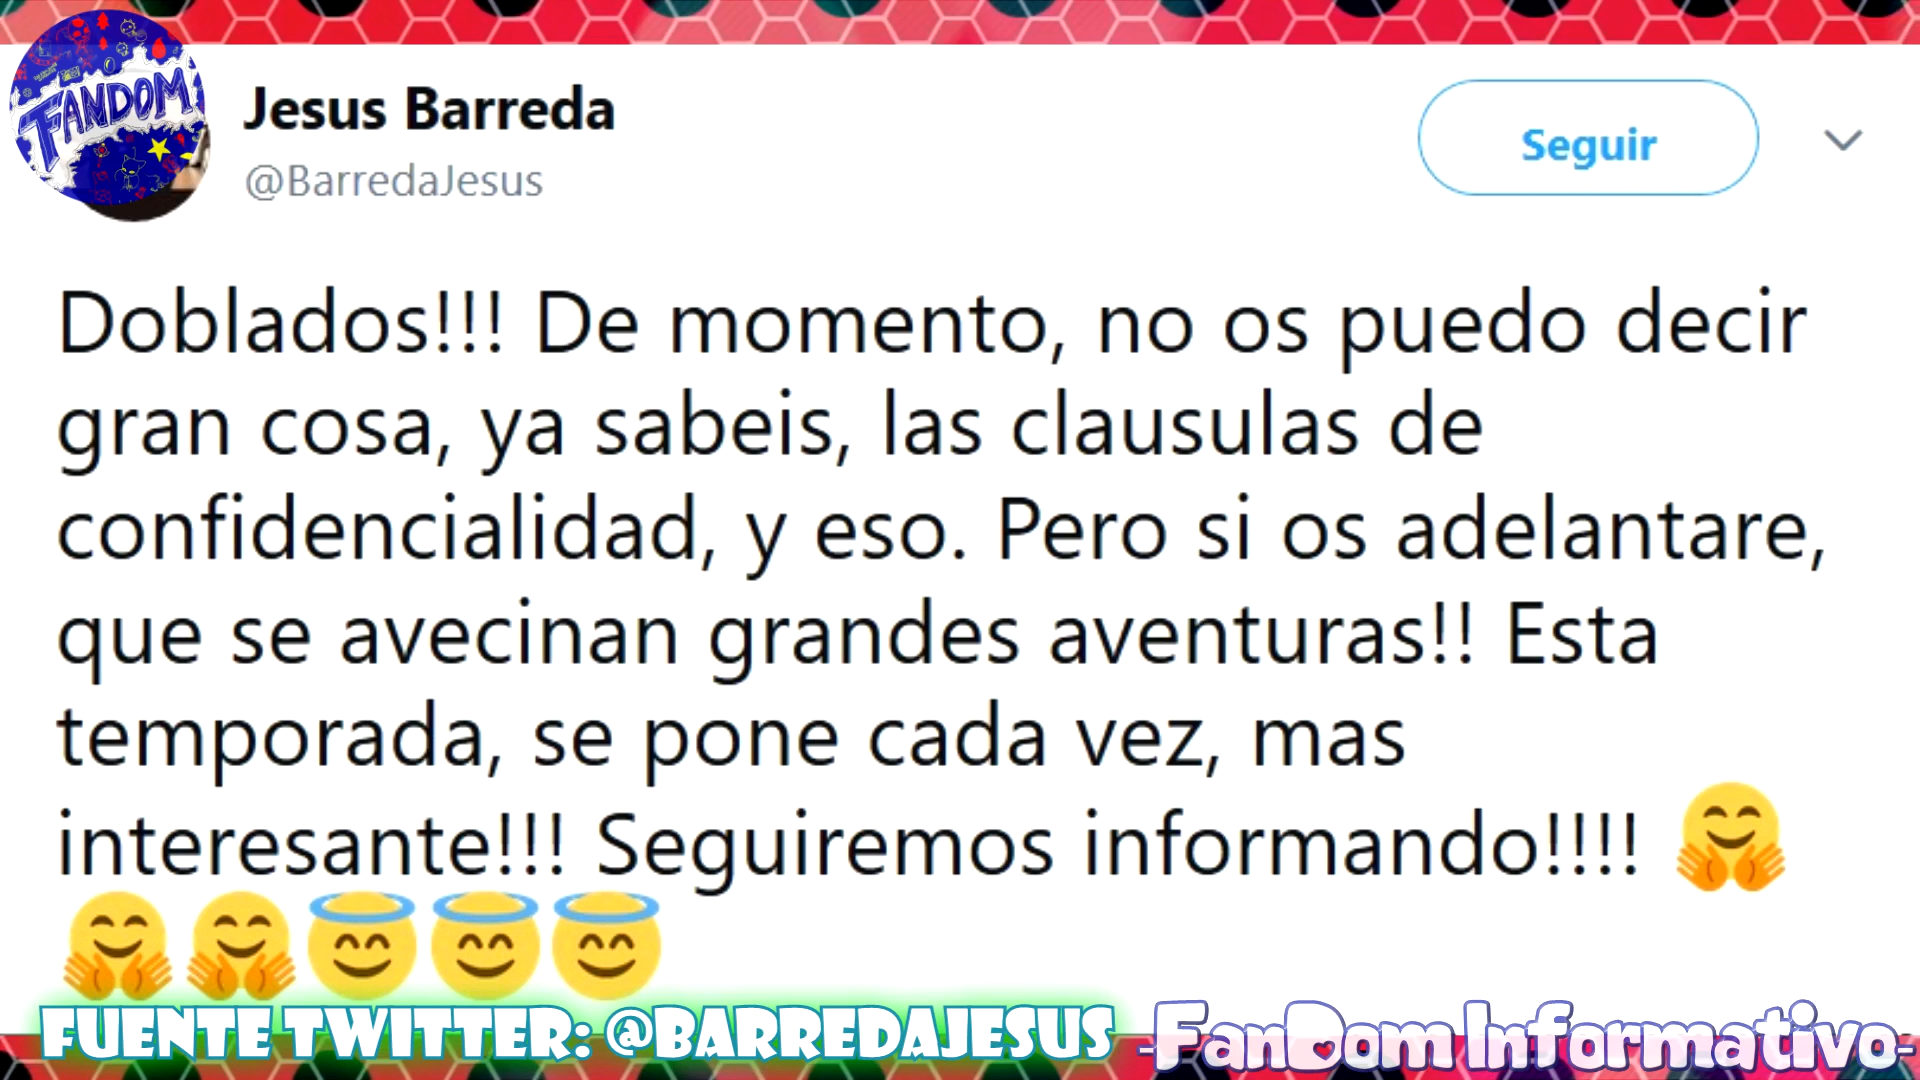 FANDOM
Jesus Barreda
@BarredaJesus
Seguir
Doblados!!! De momento, no os puedo decir
gran cosa, ya sabeis, las clausulas de
confidencialidad, y eso. Pero si os adelantare,
que se avecinan grandes aventuras!! Esta
temporada, se pone cada vez, mas
interesante!!! Seguiremos informando!!!! 🤗
🤗🤗😇😇😇
FUENTE TWITTER: @BARREDAJESUS
-FanDom Informativo-